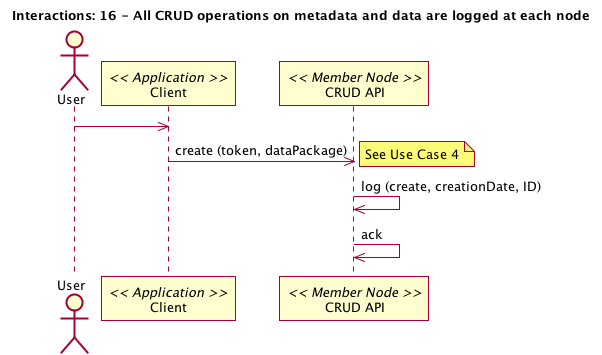 Interactions: 16 - All CRUD operations on metadata and data are logged at each node
User
<< Application >>
Client
<< Member Node >>
CRUD API
create (token, dataPackage)
See Use Case 4
log (create, creationDate, ID)
ack
User
<< Application >>
Client
<< Member Node >>
CRUD API